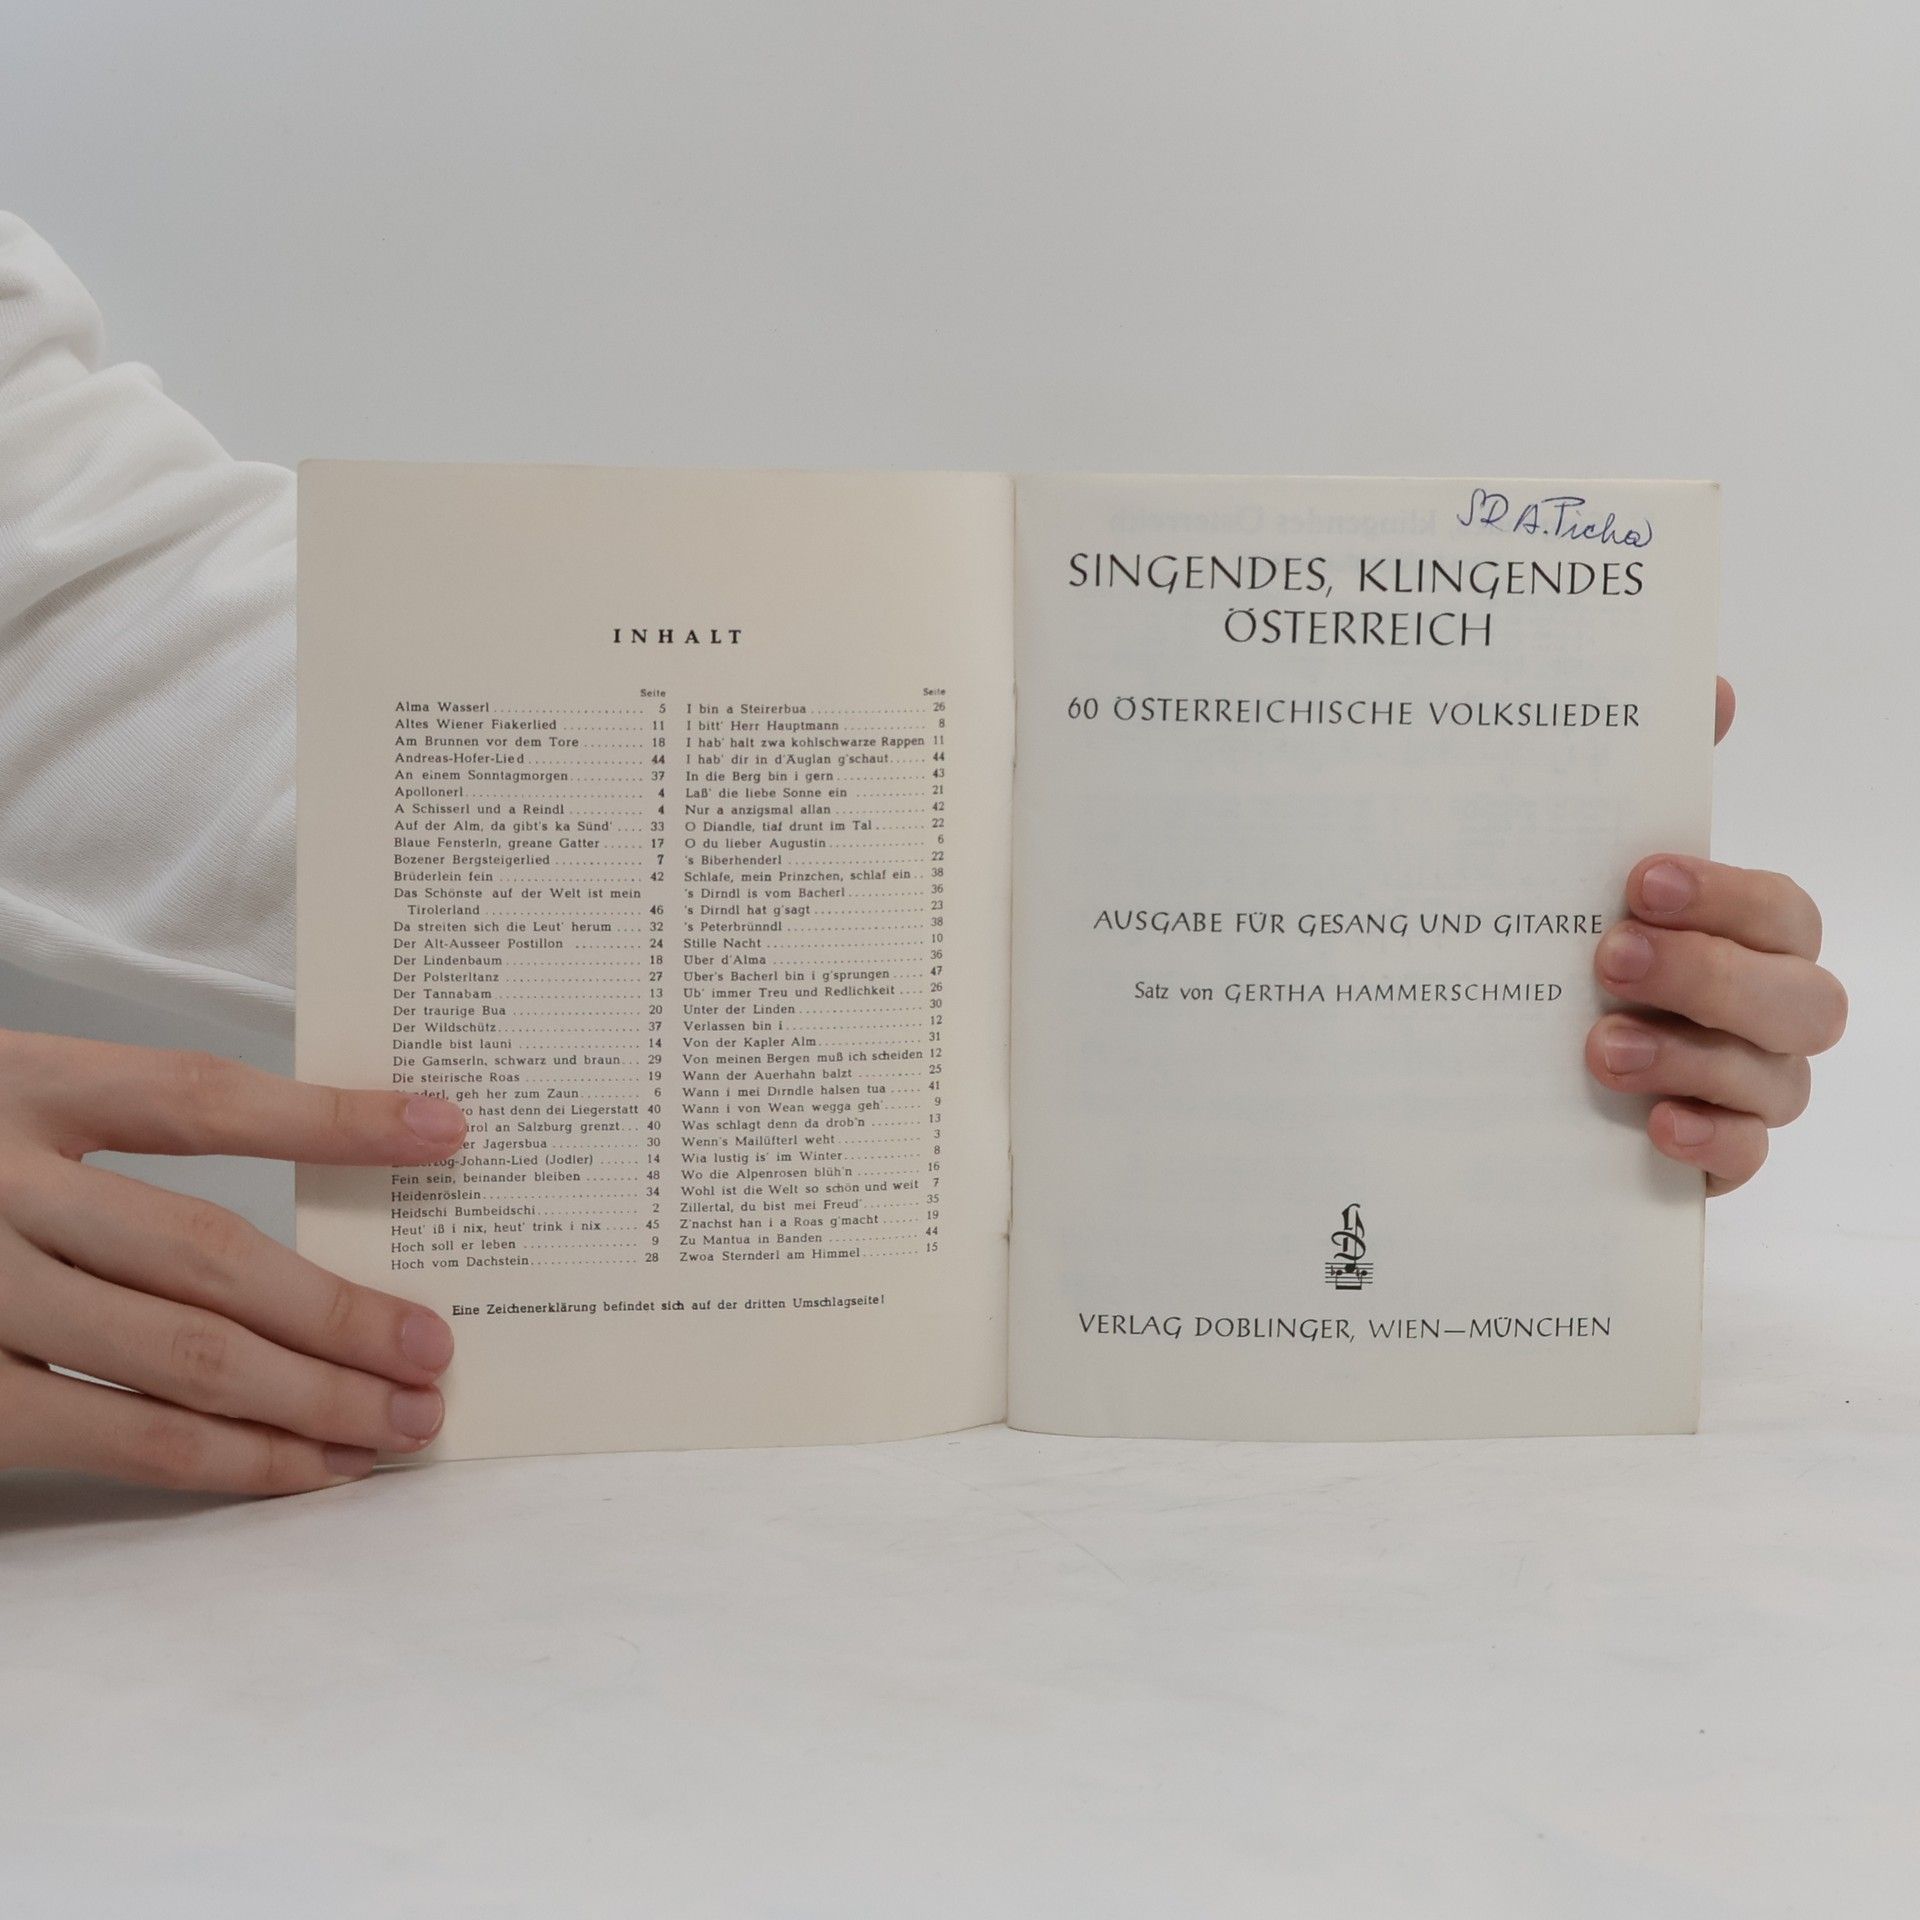 INHALT
Seite
Alma Wasserl ........................ 5
Altes Wiener Fiakerlied ............ 11
Am Brunnen vor dem Tore ......... 18
Andreas-Hofer-Lied ................. 44
An einem Sonntagmorgen........... 37
Apollonerl........................... 4
A Schisserl und a Reindl ........... 4
Auf der Alm, da gibt's ka Sünd' .... 33
Blaue Fensterln, greane Gatter ...... 17
Bozener Bergsteigerlied ............ 7
Brüderlein fein ..................... 42
Das Schönste auf der Welt ist mein
Tirolerland ...................... 46
Da streiten sich die Leut' herum .... 32
Der Alt-Ausseer Postillon .......... 24
Der Lindenbaum ................... 18
Der Polsterltanz ................... 27
Der Tannabam ..................... 13
Der traurige Bua .................. 20
Der Wildschütz.................... 37
Diandle bist launi ................. 14
Die Gamserln, schwarz und braun... 29
Die steirische Roas ................ 19
geh her zum Zaun......... 6
hast denn dei Liegerstatt 40
an Salzburg grenzt... 40
Jagersbua ............ 30
-Johann-Lied (Jodler) ...... 14
Fein sein, beinander bleiben ........ 48
Heidenröslein...................... 34
Heidschi Bumbeidschi.............. 2
Heut' iß i nix, heut' trink i nix ..... 45
Hoch soll er leben ................. 9
Hoch vom Dachstein................ 28
Seite
I bin a Steirerbua .................. 26
I bitt' Herr Hauptmann ............ 8
I hab' halt zwa kohlschwarze Rappen 11
I hab' dir in d'Äuglan g'schaut...... 44
In die Berg bin i gern ............. 43
Laß' die liebe Sonne ein ........... 21
Nur a anzigsmal allan .............. 42
O Diandle, tiaf drunt im Tal ........ 22
O du lieber Augustin............... 6
's Biberhenderl ..................... 22
Schlafe, mein Prinzchen, schlaf ein.. 38
's Dirndl is vom Bacherl............ 36
's Dirndl hat g'sagt ................ 23
's Peterbrünndl ..................... 38
Stille Nacht ........................ 10
Über d'Alma ....................... 36
Über's Bacherl bin i g'sprungen ..... 47
Üb' immer Treu und Redlichkeit .... 26
Unter der Linden ................... 30
Verlassen bin i..................... 12
Von der Kapler Alm................ 31
Von meinen Bergen muß ich scheiden 12
Wann der Auerhahn balzt .......... 25
Wann i mei Dirndle halsen tua ..... 41
Wann i von Wean wegga geh'...... 9
Was schlagt denn da drob'n ........ 13
Wenn's Mailüfterl weht............. 3
Wia lustig is' im Winter............ 8
Wo die Alpenrosen blüh'n .......... 16
Wohl ist die Welt so schön und weit 7
Zillertal, du bist mei Freud'......... 35
Z'nachst han i a Roas g'macht ...... 19
Zu Mantua in Banden .............. 44
Zwoa Sternderl am Himmel......... 15
Eine Zeichenerklärung befindet sich auf der dritten Umschlagseite!
A. Ticha
SINGENDES, KLINGENDES
ÖSTERREICH
60 ÖSTERREICHISCHE VOLKSLIEDER
AUSGABE FÜR GESANG UND GITARRE
Satz von GERTHA HAMMERSCHMIED
VERLAG DOBLINGER, WIEN—MÜNCHEN